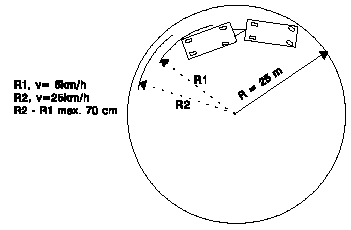 R1, v= 5km/h
R2, v=25km/h
R2 - R1 max. 70 cm
R1
R2
R = 25 m